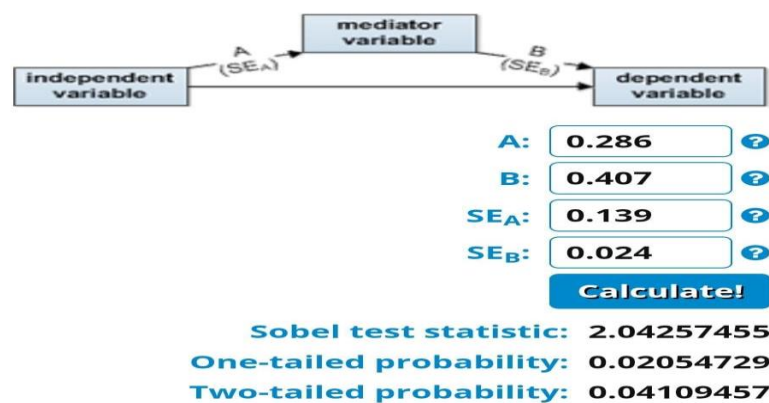 mediator
variable
A
(SEA)
B
(SEB)
independent
variable
dependent
variable
A: 0.286 ?
B: 0.407 ?
SEA: 0.139 ?
SEB: 0.024 ?
Calculate!
Sobel test statistic: 2.04257455
One-tailed probability: 0.02054729
Two-tailed probability: 0.04109457